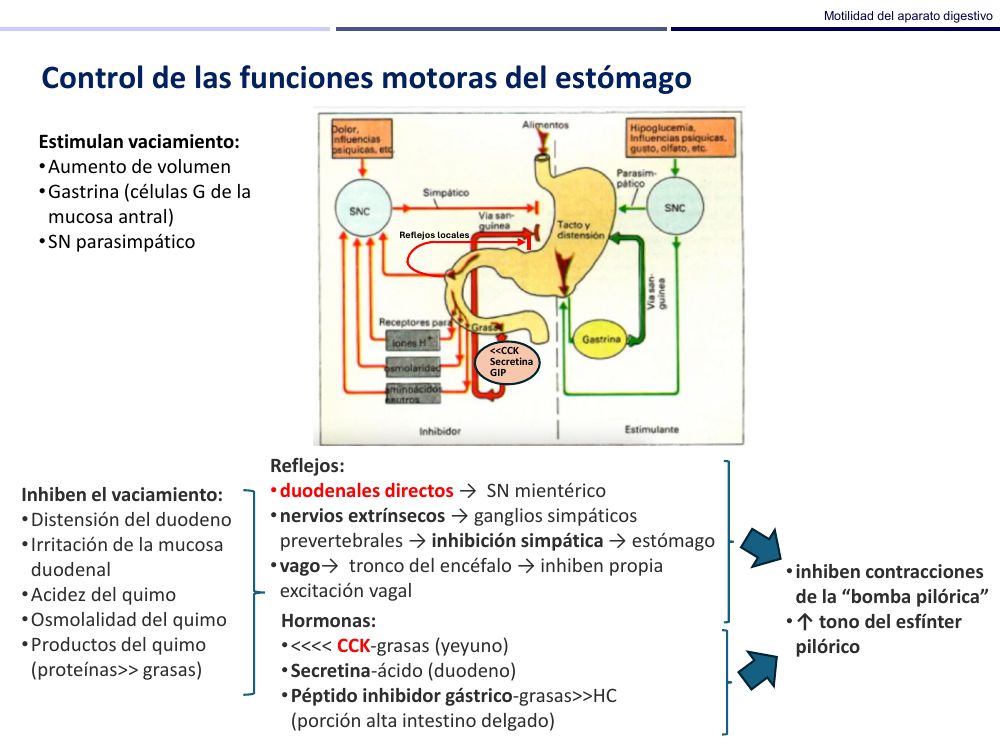 Motilidad del aparato digestivo
Control de las funciones motoras del estómago
Estimulan vaciamiento:
•Aumento de volumen
•Gastrina (células G de la
mucosa antral)
•SN parasimpático
Dolor,
influencias
psiquicas, etc.
Alimentos
Hipoglucemia,
Influencias psiquicas,
gusto, olfato, etc.
SNC
Simpático
Parasim-
pático
SNC
Via san-
guínea
Reflejos locales
Tacto y
distensión
Via san-
guínea
Receptores para
iones H+
osmolaridad
aminoácidos
neutros
Grasa
<<CCK
Secretina
GIP
Gastrina
Inhibidor
Estimulante
Inhiben el vaciamiento:
•Distensión del duodeno
•Irritación de la mucosa
duodenal
•Acidez del quimo
•Osmolalidad del quimo
•Productos del quimo
(proteínas>> grasas)
Reflejos:
•duodenales directos → SN mientérico
•nervios extrínsecos → ganglios simpáticos
prevertebrales → inhibición simpática → estómago
•vago→ tronco del encéfalo → inhiben propia
excitación vagal
Hormonas:
•<<<< CCK-grasas (yeyuno)
•Secretina-ácido (duodeno)
•Péptido inhibidor gástrico-grasas>>HC
(porción alta intestino delgado)
•inhiben contracciones
de la “bomba pilórica”
•↑ tono del esfínter
pilórico